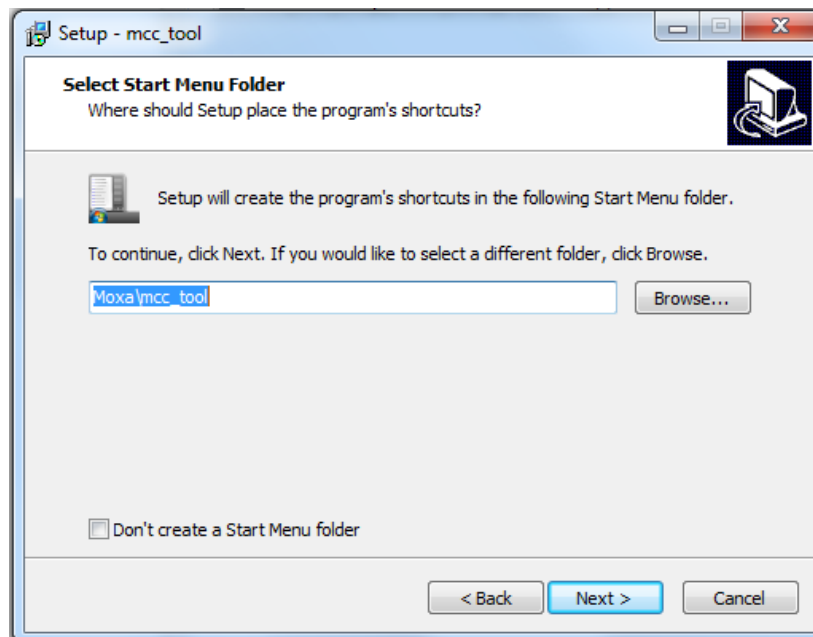 Setup - mcc_tool
Select Start Menu Folder
Where should Setup place the program's shortcuts?
Setup will create the program's shortcuts in the following Start Menu folder.
To continue, click Next. If you would like to select a different folder, click Browse.
Moxa\mcc_tool
Browse...
Don't create a Start Menu folder
< Back
Next >
Cancel